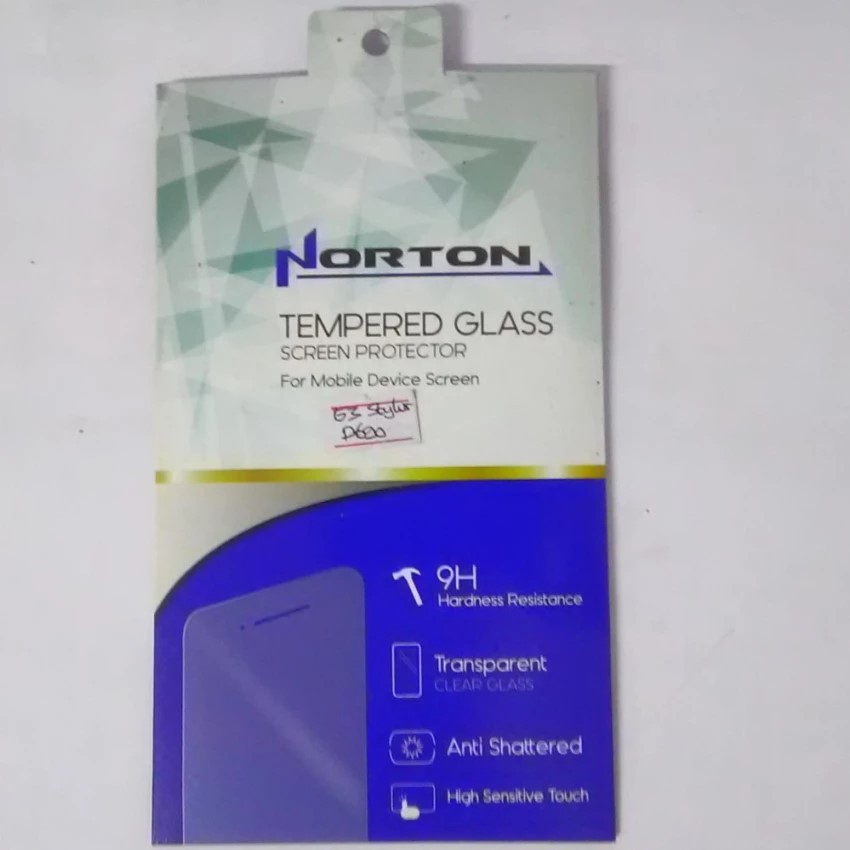 NORTON
TEMPERED GLASS
SCREEN PROTECTOR
For Mobile Device Screen
G3 Stylus
D690
9H
Hardness Resistance
Transparent
CLEAR GLASS
Anti Shattered
High Sensitive Touch